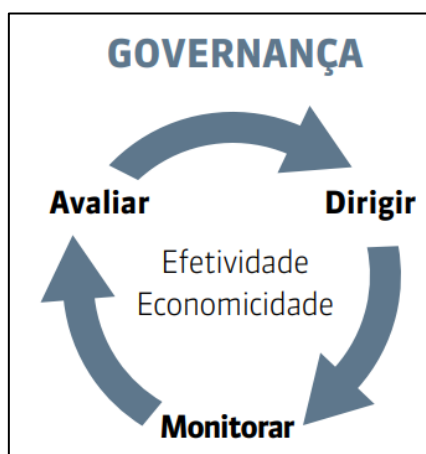 GOVERNANÇA
Avaliar
Dirigir
Efetividade
Economicidade
Monitorar